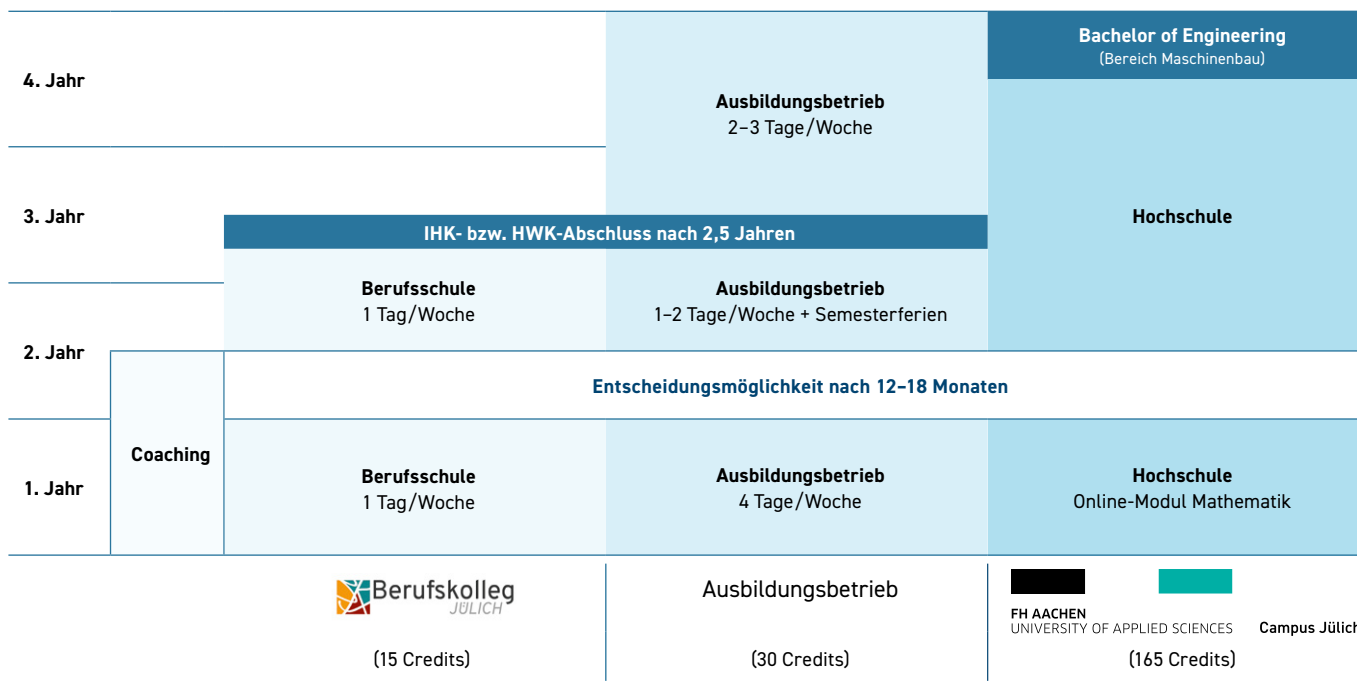 Bachelor of Engineering
(Bereich Maschinenbau)
4. Jahr
Ausbildungsbetrieb
2–3 Tage/Woche
3. Jahr
Hochschule
IHK- bzw. HWK-Abschluss nach 2,5 Jahren
Berufsschule
1 Tag/Woche
Ausbildungsbetrieb
1–2 Tage/Woche + Semesterferien
2. Jahr
Entscheidungsmöglichkeit nach 12–18 Monaten
Coaching
1. Jahr
Berufsschule
1 Tag/Woche
Ausbildungsbetrieb
4 Tage/Woche
Hochschule
Online-Modul Mathematik
Berufskolleg
JÜLICH
Ausbildungsbetrieb
FH AACHEN
UNIVERSITY OF APPLIED SCIENCES
Campus Jülich
(15 Credits)
(30 Credits)
(165 Credits)